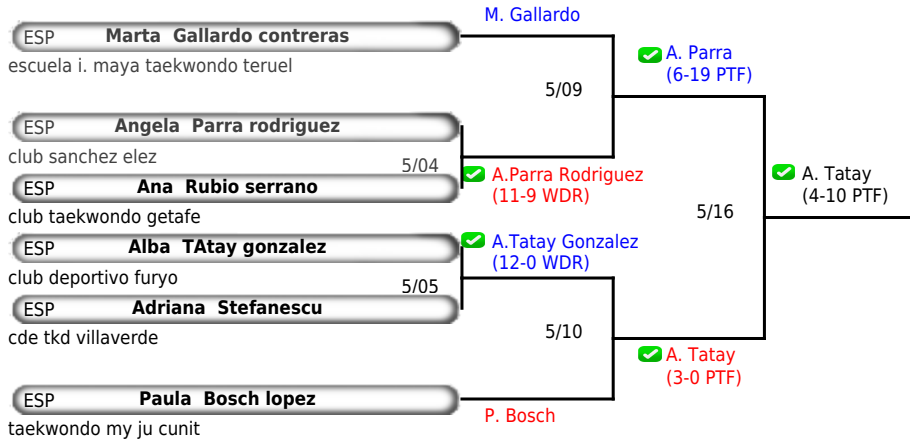 M. Gallardo
ESP Marta Gallardo contreras
escuela i. maya taekwondo teruel
A. Parra
(6-19 PTF)
5/09
ESP Angela Parra rodriguez
club sanchez elez
5/04
A.Parra Rodriguez
(11-9 WDR)
ESP Ana Rubio serrano
club taekwondo getafe
A. Tatay
(4-10 PTF)
5/16
ESP Alba TAtay gonzalez
club deportivo furyo
A.Tatay Gonzalez
(12-0 WDR)
5/05
ESP Adriana Stefanescu
cde tkd villaverde
5/10
A. Tatay
(3-0 PTF)
ESP Paula Bosch lopez
taekwondo my ju cunit
P. Bosch